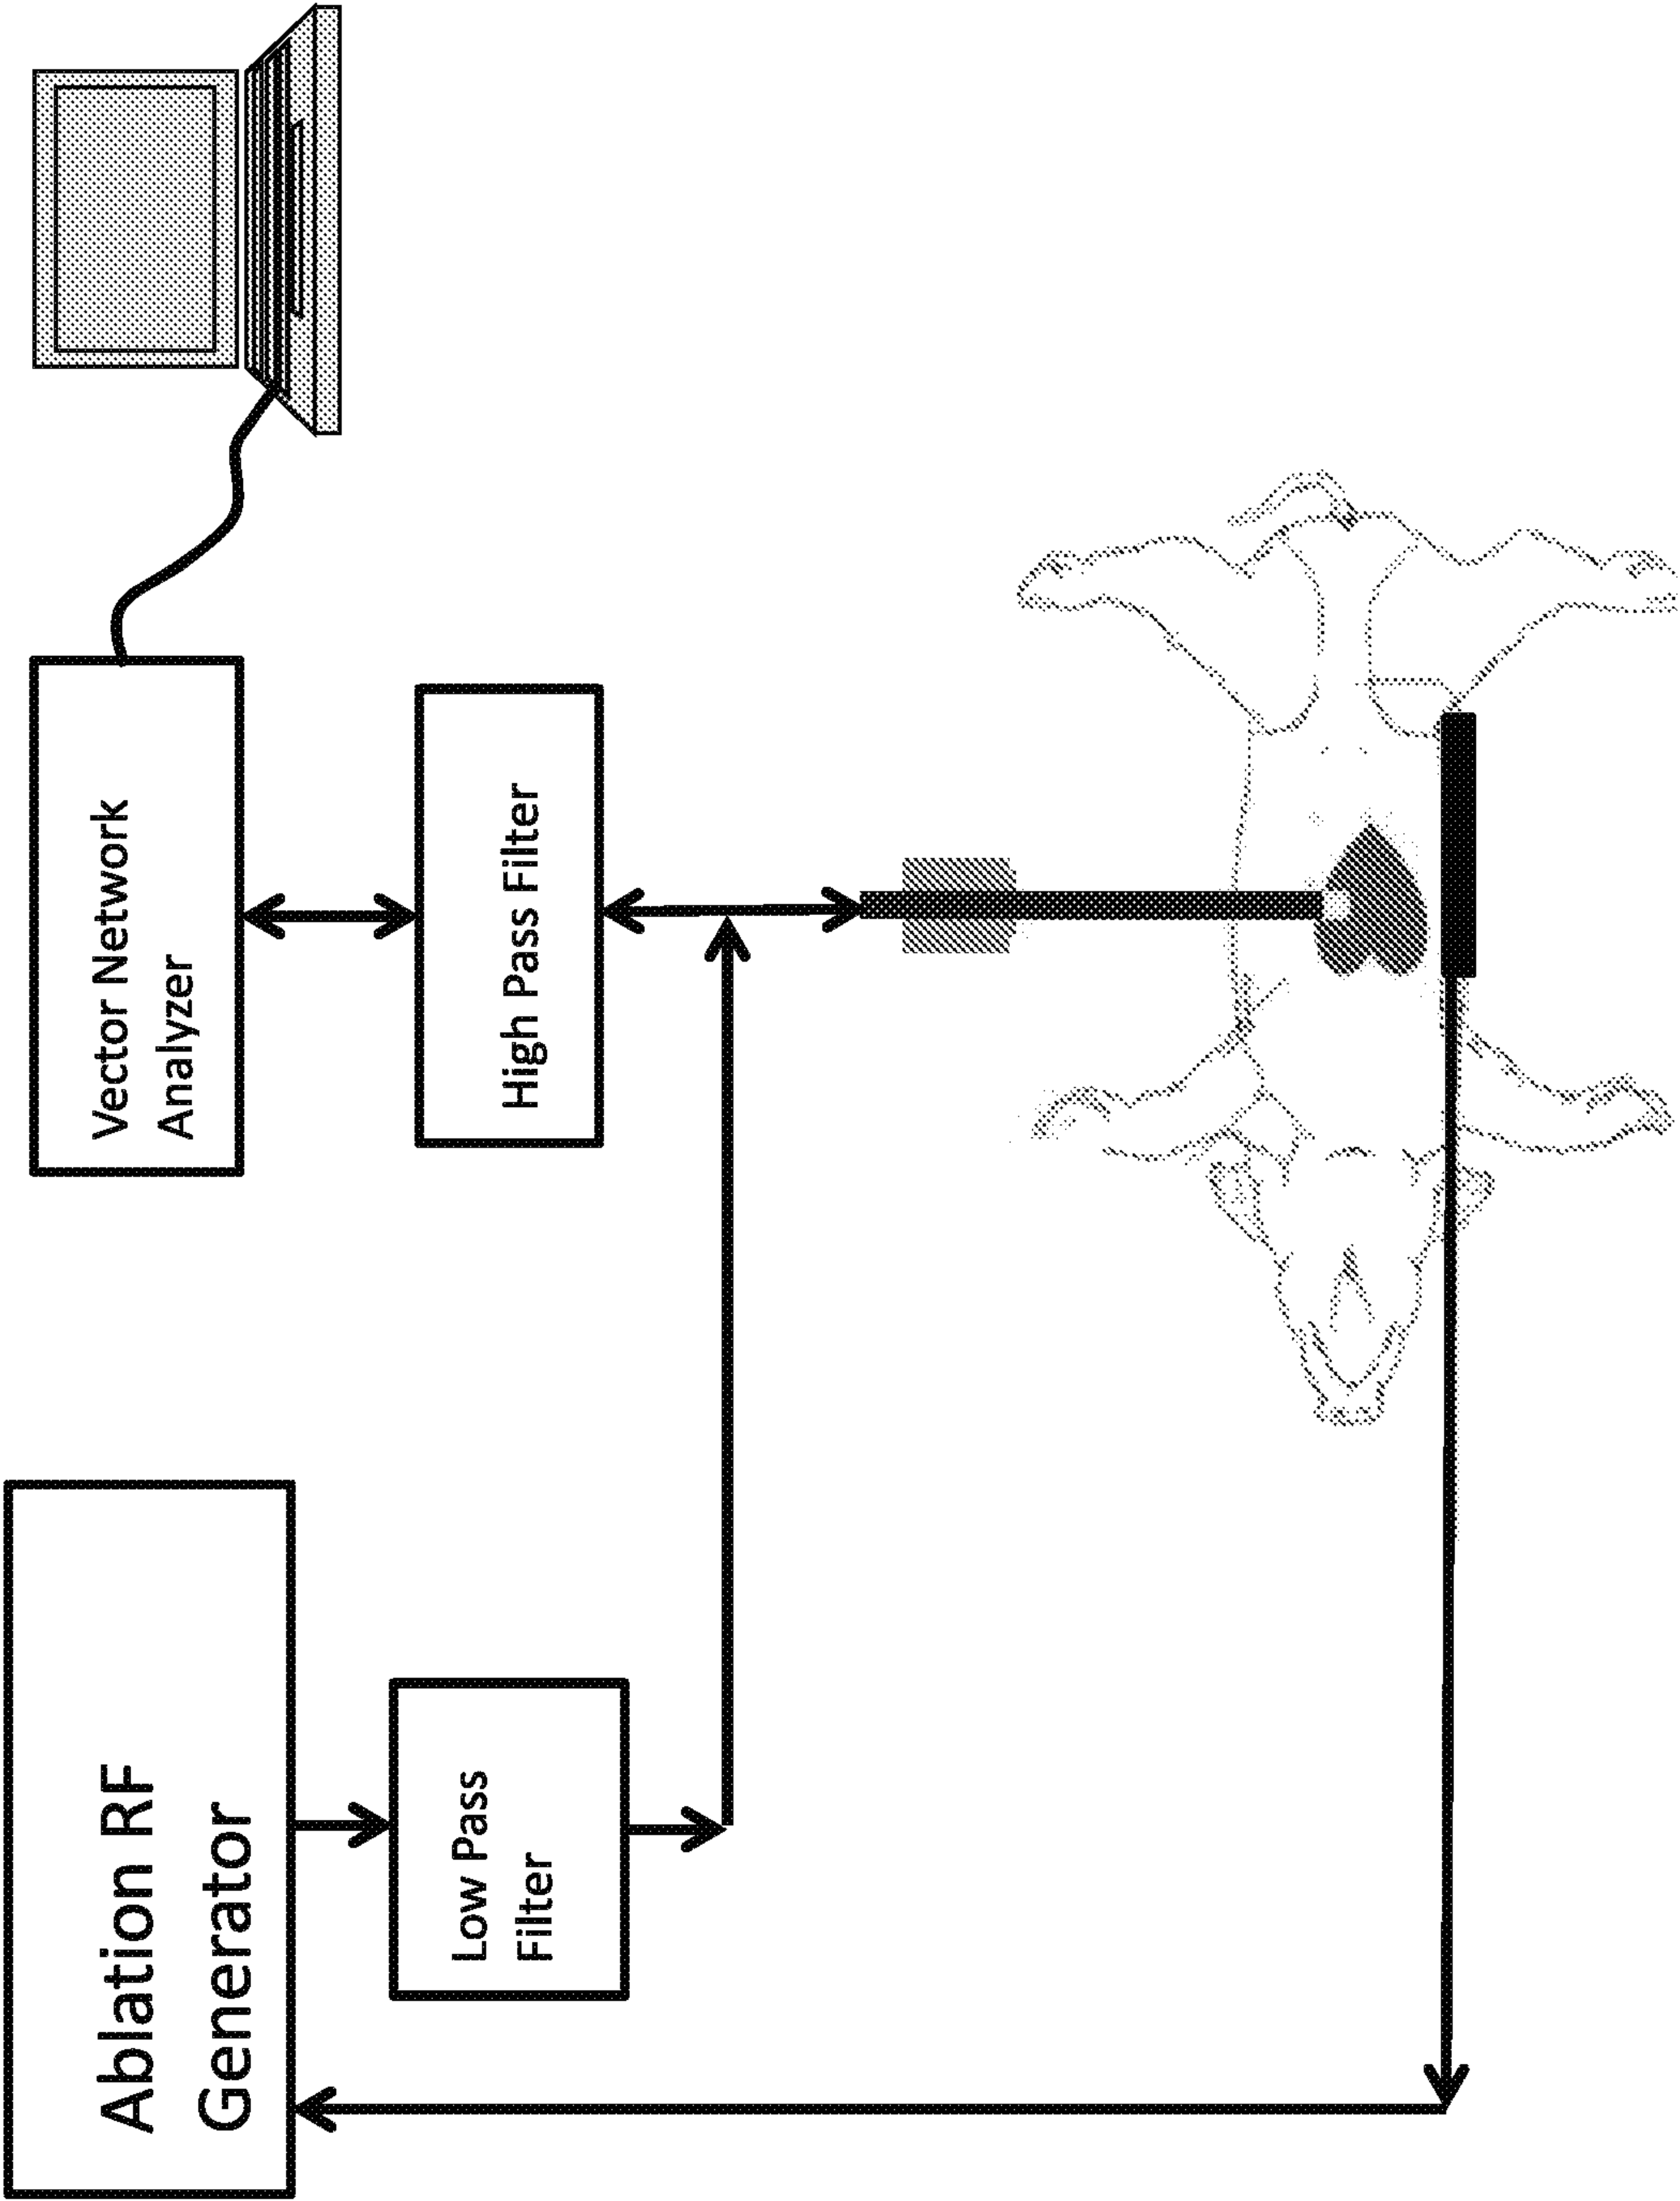 Ablation RF
Generator
Low Pass
Filter
Vector Network
Analyzer
High Pass Filter